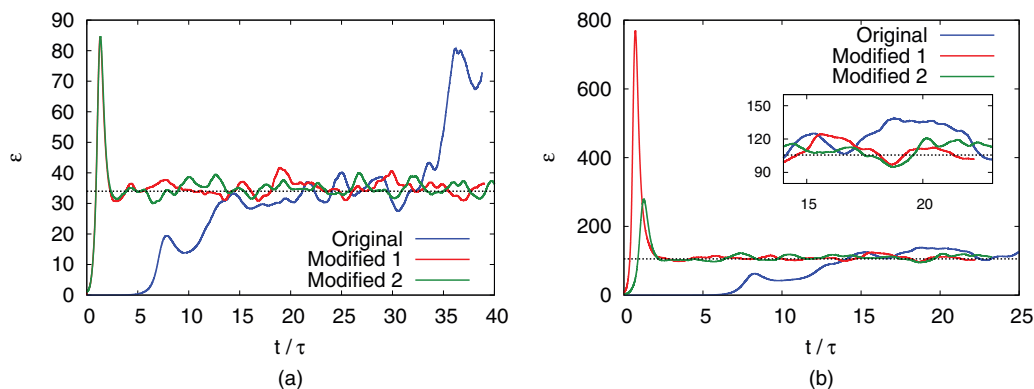 90
80
70
60
50
40
30
20
10
0
ε
0 5 10 15 20 25 30 35 40
t / τ
Original
Modified 1
Modified 2
(a)
800
600
400
200
0
ε
0 5 10 15 20 25
t / τ
Original
Modified 1
Modified 2
150
120
90
15 20
(b)